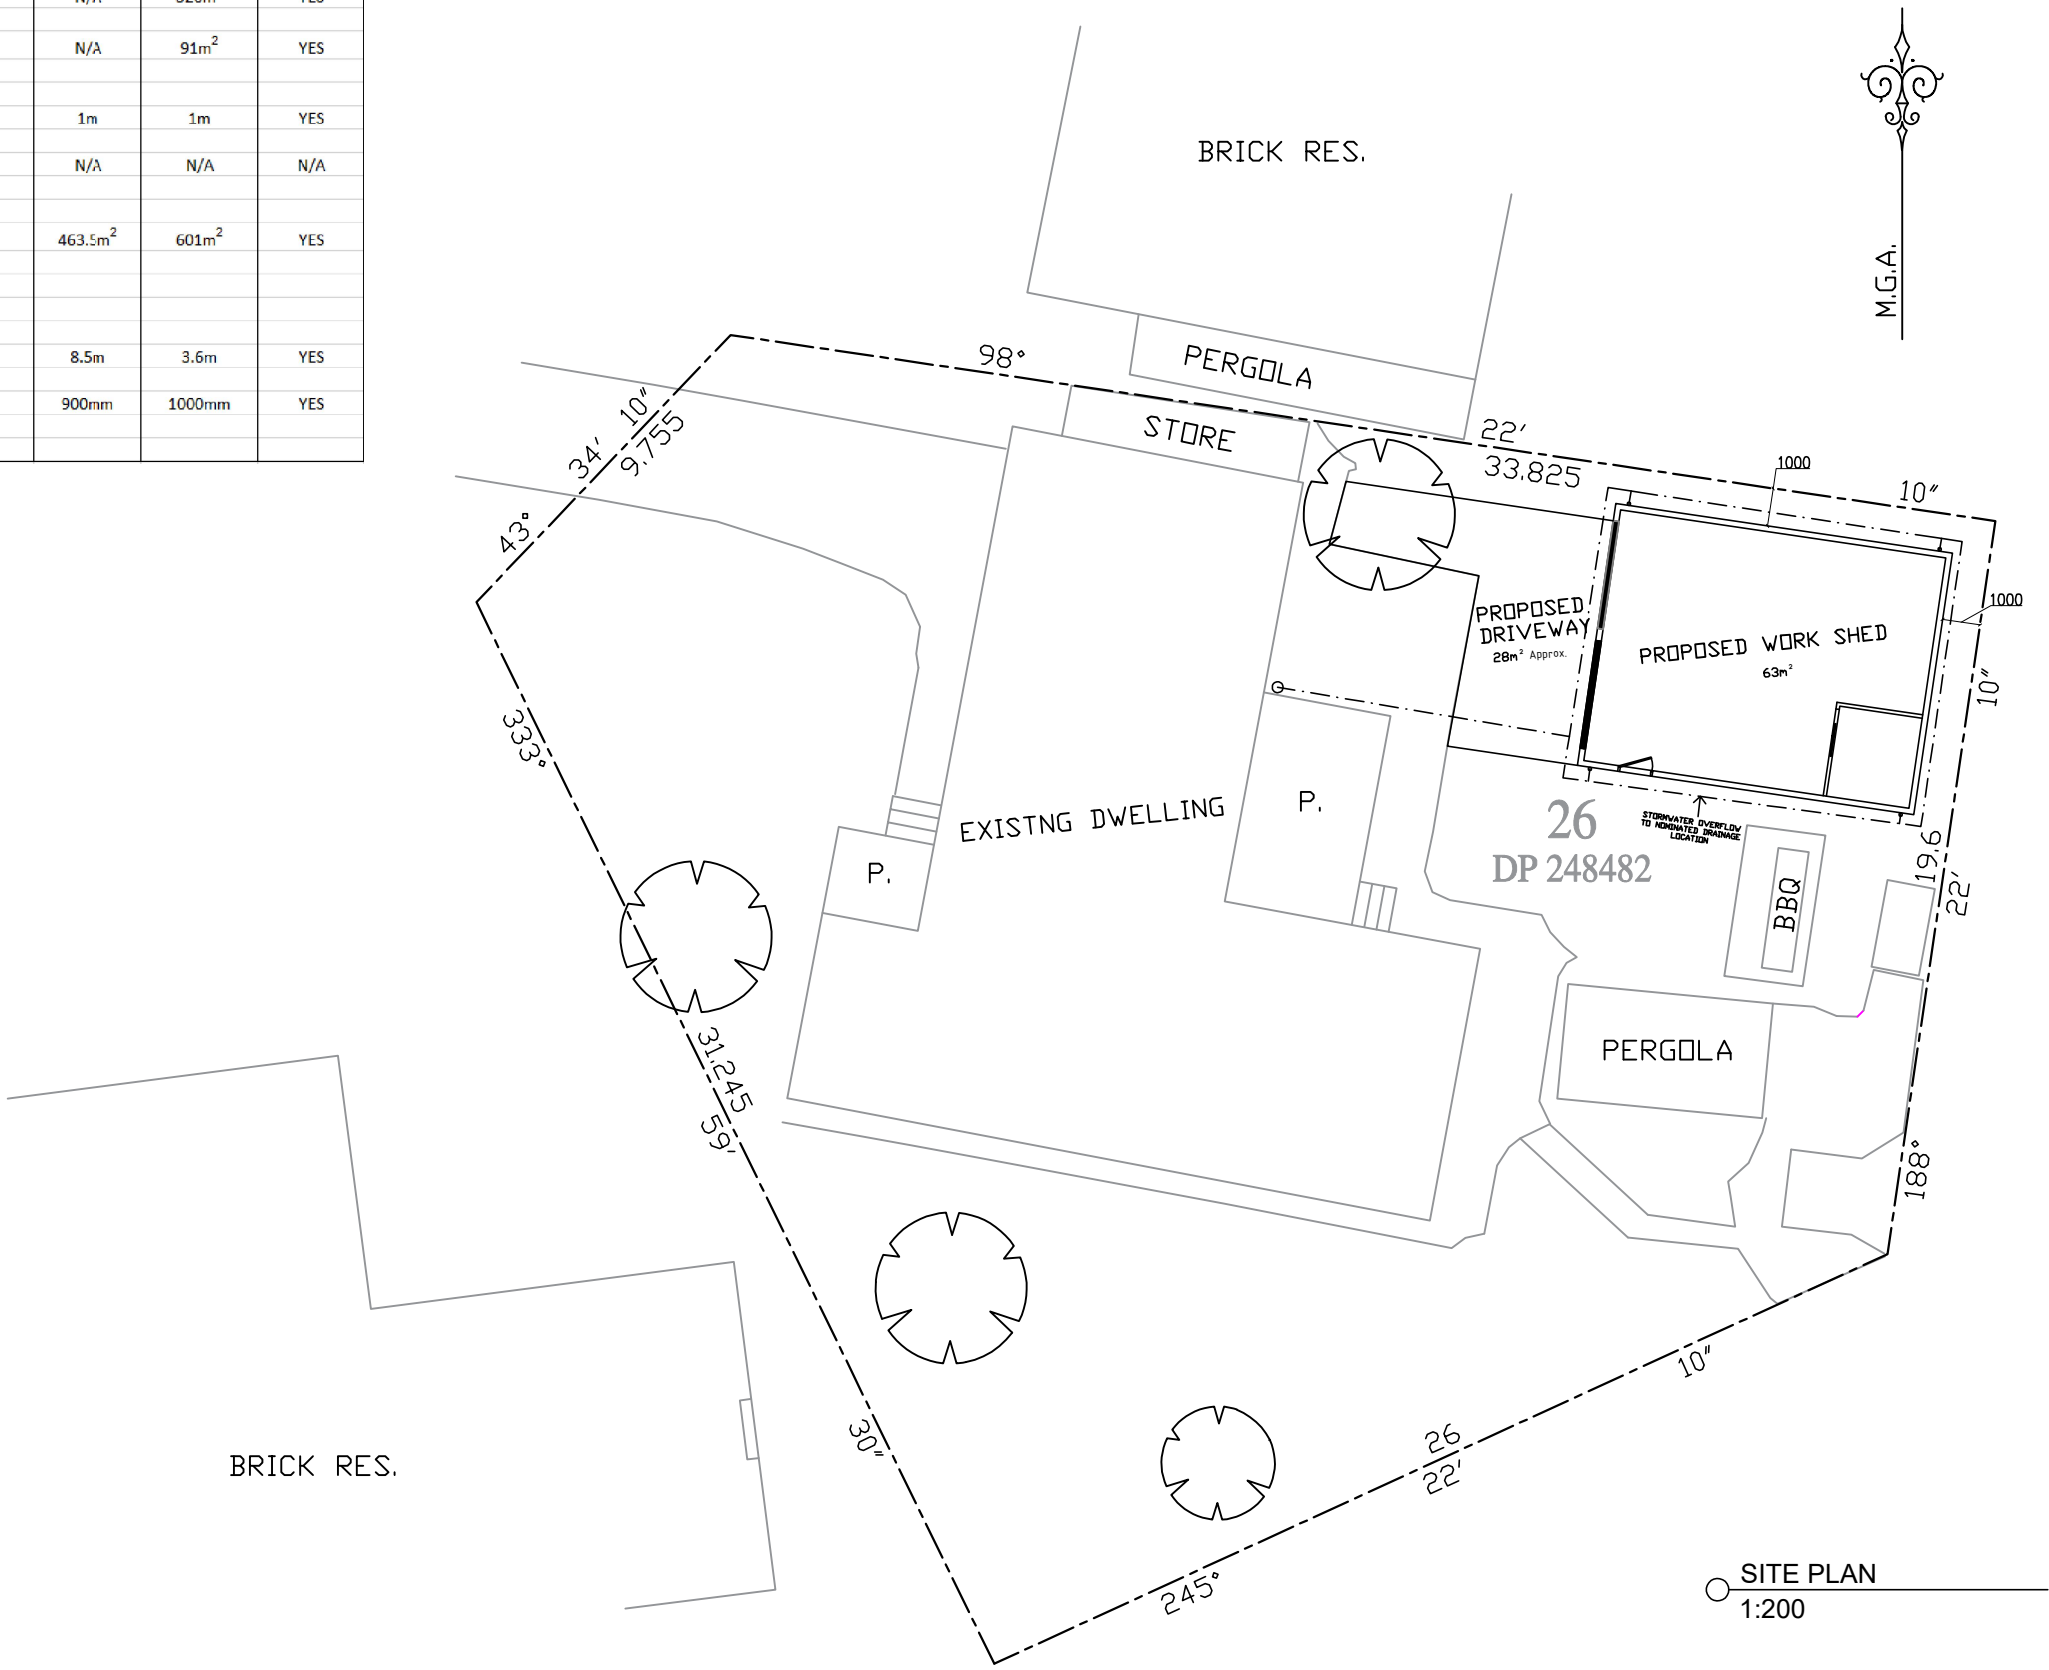 N/A YES
N/A 91m² YES
1m 1m YES
N/A N/A N/A
463.5m² 601m² YES
8.5m 3.6m YES
900mm 1000mm YES
M.G.A.
BRICK RES.
PERGOLA
STORE
98° 22' 10"
33.825
43° 34' 10"
9.755
1000
1000
PROPOSED
DRIVEWAY
28m² Approx.
PROPOSED WORK SHED
63m²
333° 59' 30"
31.245
EXISTNG DWELLING
P.
P.
26
DP 248482
STORMWATER OVERFLOW
TO NOMINATED DRAINAGE
LOCATION
BBQ
PERGOLA
188° 22' 10"
19.6
245° 22' 10"
26
BRICK RES.
SITE PLAN
1:200